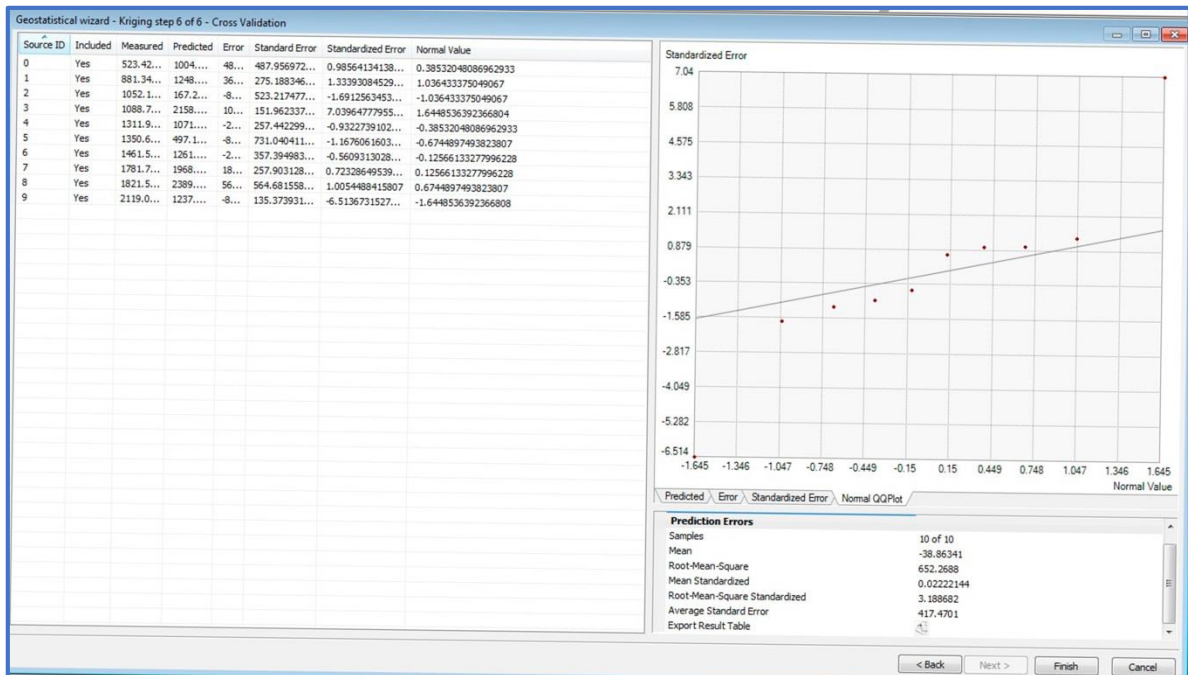 Geostatistical wizard - Kriging step 6 of 6 - Cross Validation
Source ID Included Measured Predicted Error Standard Error Standardized Error Normal Value
0 Yes 523.42... 1004.... 48... 487.956972... 0.98564134138... 0.38532048086962933
1 Yes 881.34... 1248.... 36... 275.188346... 1.33393084529... 1.036433375049067
2 Yes 1052.1... 167.2... -8... 523.217477... -1.6912563453... -1.036433375049067
3 Yes 1088.7... 2158.... 10... 151.962337... 7.03964777955... 1.6448536392366804
4 Yes 1311.9... 1071.... -2... 257.442299... -0.9322739102... -0.38532048086962933
5 Yes 1350.6... 497.1... -8... 731.040411... -1.1676061603... -0.6744897493823807
6 Yes 1461.5... 1261.... -2... 357.394983... -0.5609313028... -0.12566133277996228
7 Yes 1781.7... 1968.... 18... 257.903128... 0.72328649539... 0.12566133277996228
8 Yes 1821.5... 2389.... 56... 564.681558... 1.0054488415807 0.6744897493823807
9 Yes 2119.0... 1237.... -8... 135.373931... -6.5136731527... -1.6448536392366808
Standardized Error
7.04
5.808
4.575
3.343
2.111
0.879
-0.353
-1.585
-2.817
-4.049
-5.282
-6.514
-1.645 -1.346 -1.047 -0.748 -0.449 -0.15 0.15 0.449 0.748 1.047 1.346 1.645
Normal Value
Predicted Error Standardized Error Normal QQPlot
Prediction Errors
Samples 10 of 10
Mean -38.86341
Root-Mean-Square 652.2688
Mean Standardized 0.02222144
Root-Mean-Square Standardized 3.188682
Average Standard Error 417.4701
Export Result Table
< Back Next > Finish Cancel